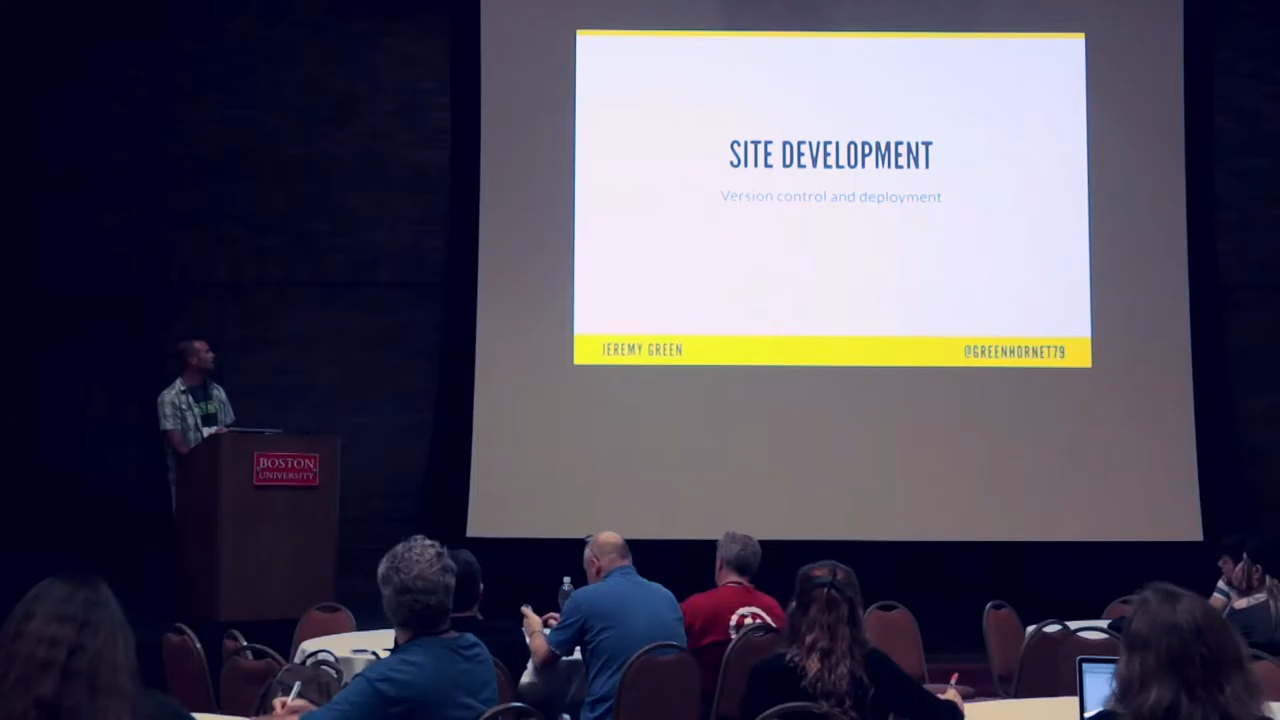 SITE DEVELOPMENT
Version control and deployment
JEREMY GREEN
@GREENHORNET79
BOSTON
UNIVERSITY